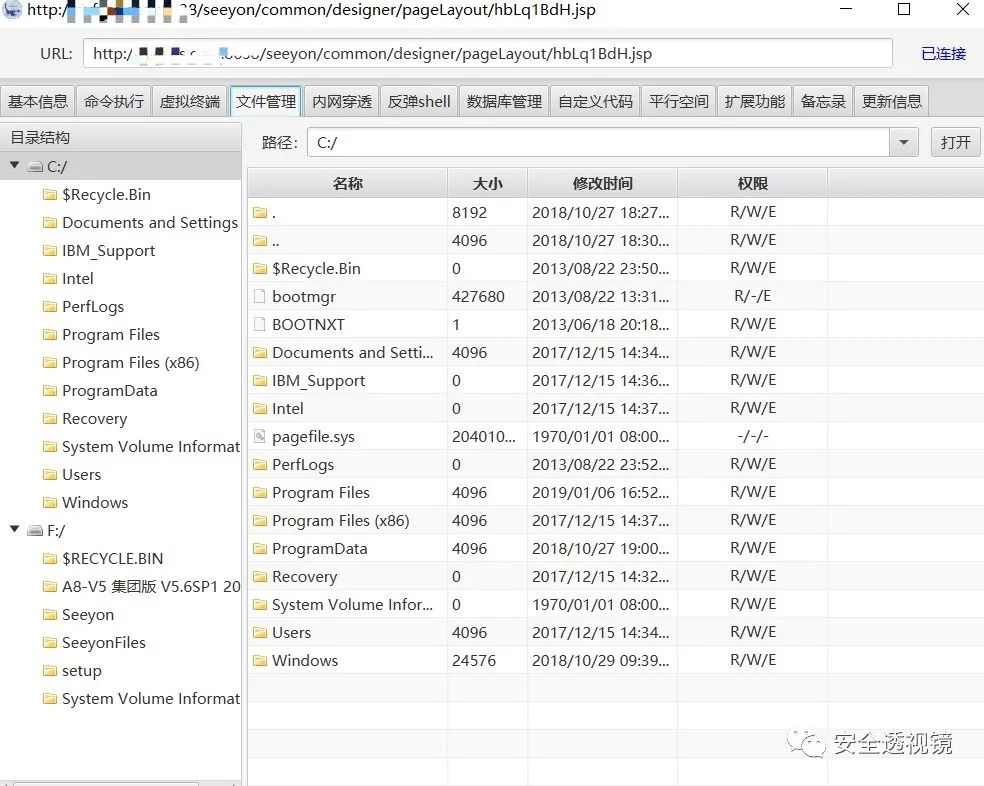 http:/ 23/seeyon/common/designer/pageLayout/hbLq1BdH.jsp
URL: http:/ /seeyon/common/designer/pageLayout/hbLq1BdH.jsp 已连接
基本信息 命令执行 虚拟终端 文件管理 内网穿透 反弹shell 数据库管理 自定义代码 平行空间 扩展功能 备忘录 更新信息
目录结构
C:/
$Recycle.Bin
Documents and Settings
IBM_Support
Intel
PerfLogs
Program Files
Program Files (x86)
ProgramData
Recovery
System Volume Informat
Users
Windows
F:/
$RECYCLE.BIN
A8-V5 集团版 V5.6SP1 20
Seeyon
SeeyonFiles
setup
System Volume Informat
路径: C:/ 打开
名称 大小 修改时间 权限
. 8192 2018/10/27 18:27... R/W/E
.. 4096 2018/10/27 18:30... R/W/E
$Recycle.Bin 0 2013/08/22 23:50... R/W/E
bootmgr 427680 2013/08/22 13:31... R/-/E
BOOTNXT 1 2013/06/18 20:18... R/W/E
Documents and Setti... 4096 2017/12/15 14:34... R/W/E
IBM_Support 0 2017/12/15 14:36... R/W/E
Intel 0 2017/12/15 14:37... R/W/E
pagefile.sys 204010... 1970/01/01 08:00... -/-/-
PerfLogs 0 2013/08/22 23:52... R/W/E
Program Files 4096 2019/01/06 16:52... R/W/E
Program Files (x86) 4096 2017/12/15 14:37... R/W/E
ProgramData 4096 2018/10/27 19:00... R/W/E
Recovery 0 2017/12/15 14:32... R/W/E
System Volume Infor... 0 1970/01/01 08:00... R/W/E
Users 4096 2017/12/15 14:34... R/W/E
Windows 24576 2018/10/29 09:39... R/W/E
安全透视镜